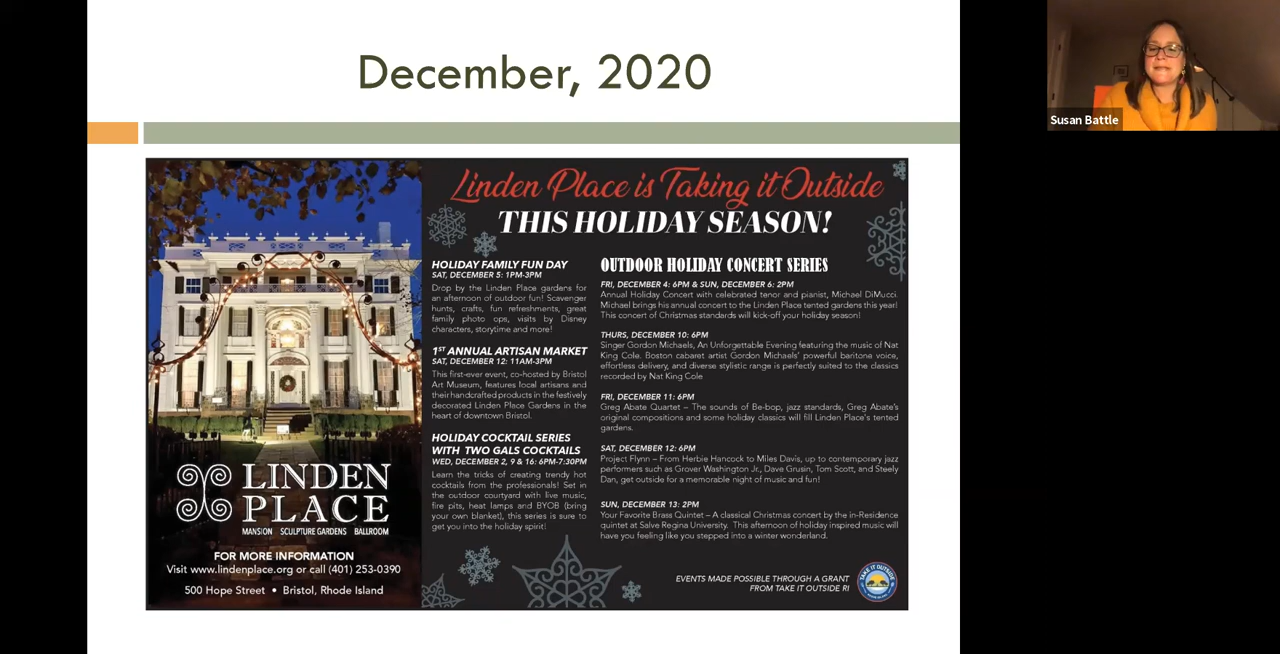 December, 2020
Susan Battle
Linden Place is Taking it Outside
THIS HOLIDAY SEASON!
HOLIDAY FAMILY FUN DAY
SAT, DECEMBER 5: 1PM-3PM
Drop by the Linden Place gardens for
an afternoon of outdoor fun! Scavenger
hunts, crafts, fun refreshments, great
family photo ops, visits by Disney
characters, storytime and more!
1ST ANNUAL ARTISAN MARKET
SAT, DECEMBER 12: 11AM-3PM
This first-ever event, co-hosted by Bristol
Art Museum, features local artisans and
their handcrafted products in the festively
decorated Linden Place Gardens in the
heart of downtown Bristol.
HOLIDAY COCKTAIL SERIES
WITH TWO GALS COCKTAILS
WED, DECEMBER 2, 9 & 16: 6PM-7:30PM
Learn the tricks of creating trendy hot
cocktails from the professionals! Set in
the outdoor courtyard with live music,
fire pits, heat lamps and BYOB (bring
your own blanket), this series is sure to
get you into the holiday spirit!
OUTDOOR HOLIDAY CONCERT SERIES
FRI, DECEMBER 4: 6PM & SUN, DECEMBER 6: 2PM
Annual Holiday Concert with celebrated tenor and pianist, Michael DiMucci.
Michael brings his annual concert to the Linden Place tented gardens this year!
This concert of Christmas standards will kick-off your holiday season!
THURS, DECEMBER 10: 6PM
Singer Gordon Michaels, An Unforgettable Evening featuring the music of Nat
King Cole. Boston cabaret artist Gordon Michaels' powerful baritone voice,
effortless delivery, and diverse stylistic range is perfectly suited to the classics
recorded by Nat King Cole
FRI, DECEMBER 11: 6PM
Greg Abate Quartet – The sounds of Be-bop, jazz standards, Greg Abate's
original compositions and some holiday classics will fill Linden Place's tented
gardens.
SAT, DECEMBER 12: 6PM
Project Flynn – From Herbie Hancock to Miles Davis, up to contemporary jazz
performers such as Grover Washington Jr., Dave Grusin, Tom Scott, and Steely
Dan, get outside for a memorable night of music and fun!
SUN, DECEMBER 13: 2PM
Your Favorite Brass Quintet – A classical Christmas concert by the in-Residence
quintet at Salve Regina University. This afternoon of holiday inspired music will
have you feeling like you stepped into a winter wonderland.
LINDEN
PLACE
MANSION SCULPTURE GARDENS BALLROOM
FOR MORE INFORMATION
Visit www.lindenplace.org or call (401) 253-0390
500 Hope Street • Bristol, Rhode Island
EVENTS MADE POSSIBLE THROUGH A GRANT
FROM TAKE IT OUTSIDE RI
TAKE IT OUTSIDE